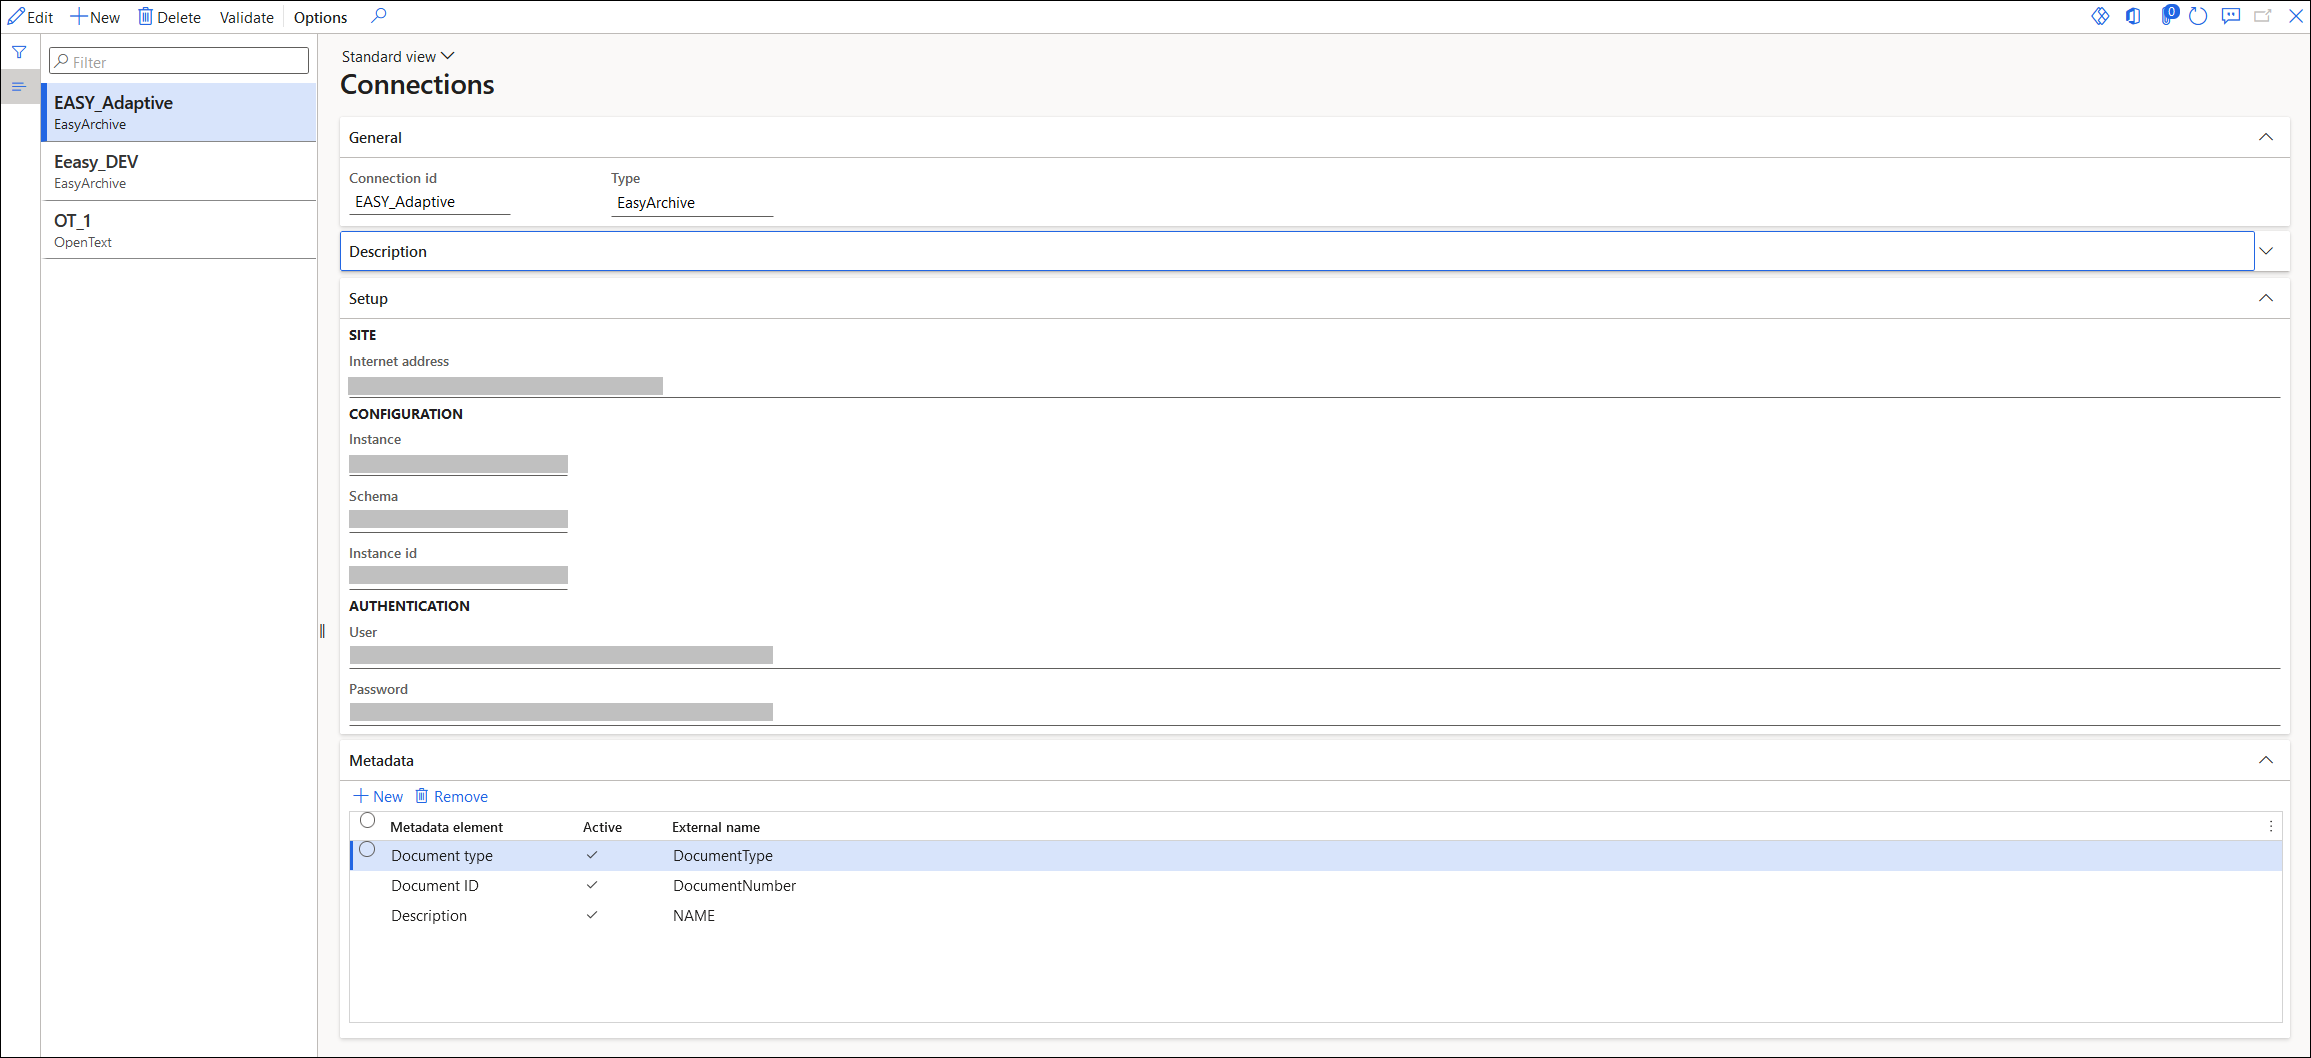 Edit New Delete Validate Options
0
Filter
EASY_Adaptive
EasyArchive
Eeasy_DEV
EasyArchive
OT_1
OpenText
Standard view
Connections
General
Connection id Type
EASY_Adaptive EasyArchive
Description
Setup
SITE
Internet address
CONFIGURATION
Instance
Schema
Instance id
AUTHENTICATION
User
Password
Metadata
New Remove
Metadata element Active External name
Document type DocumentType
Document ID DocumentNumber
Description NAME